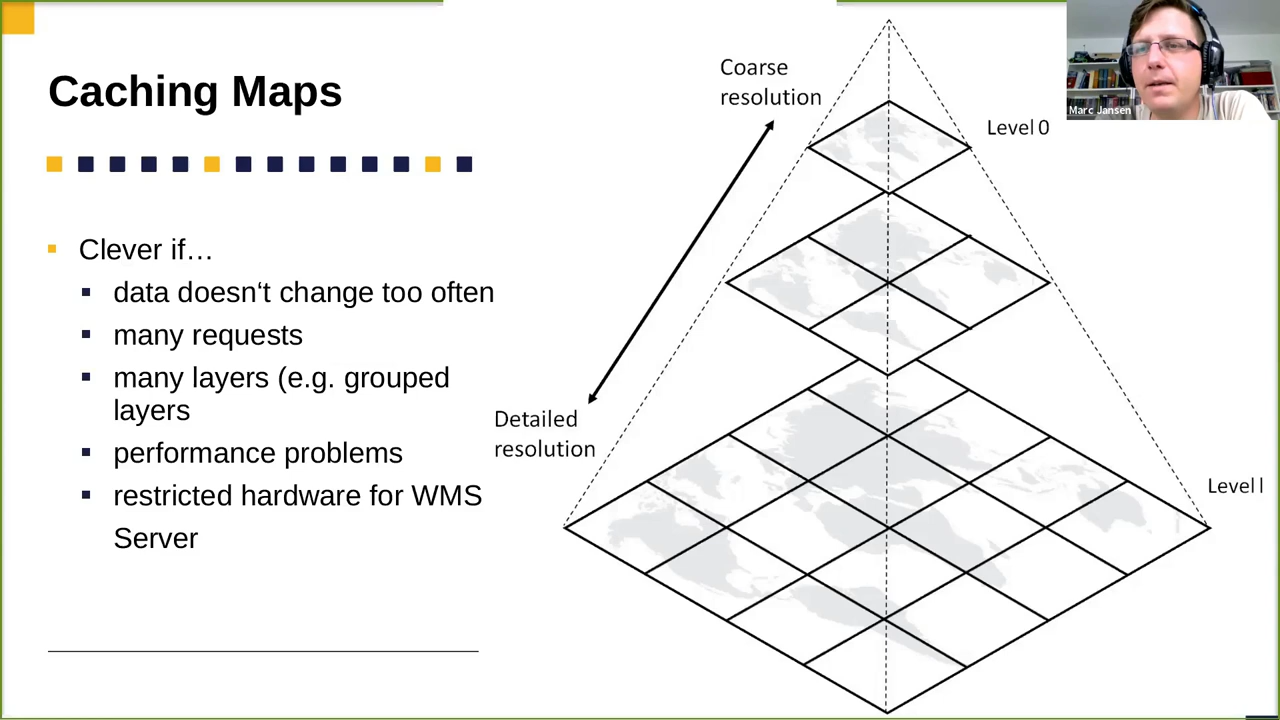 Caching Maps
Clever if…
data doesn‘t change too often
many requests
many layers (e.g. grouped
layers
performance problems
restricted hardware for WMS
Server
Coarse
resolution
Detailed
resolution
Level 0
Level l
Marc Jansen